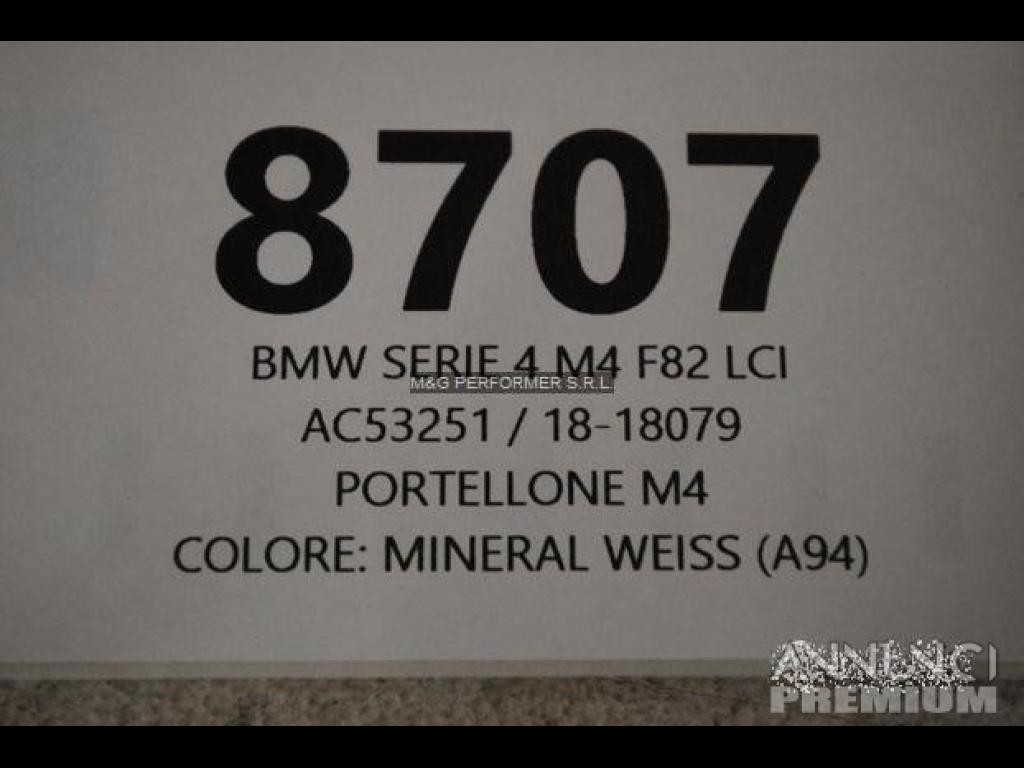 8707
BMW SERIE 4 M4 F82 LCI
M&G PERFORMER S.R.L.
AC53251 / 18-18079
PORTELLONE M4
COLORE: MINERAL WEISS (A94)
ANNUNCI
PREMIUM